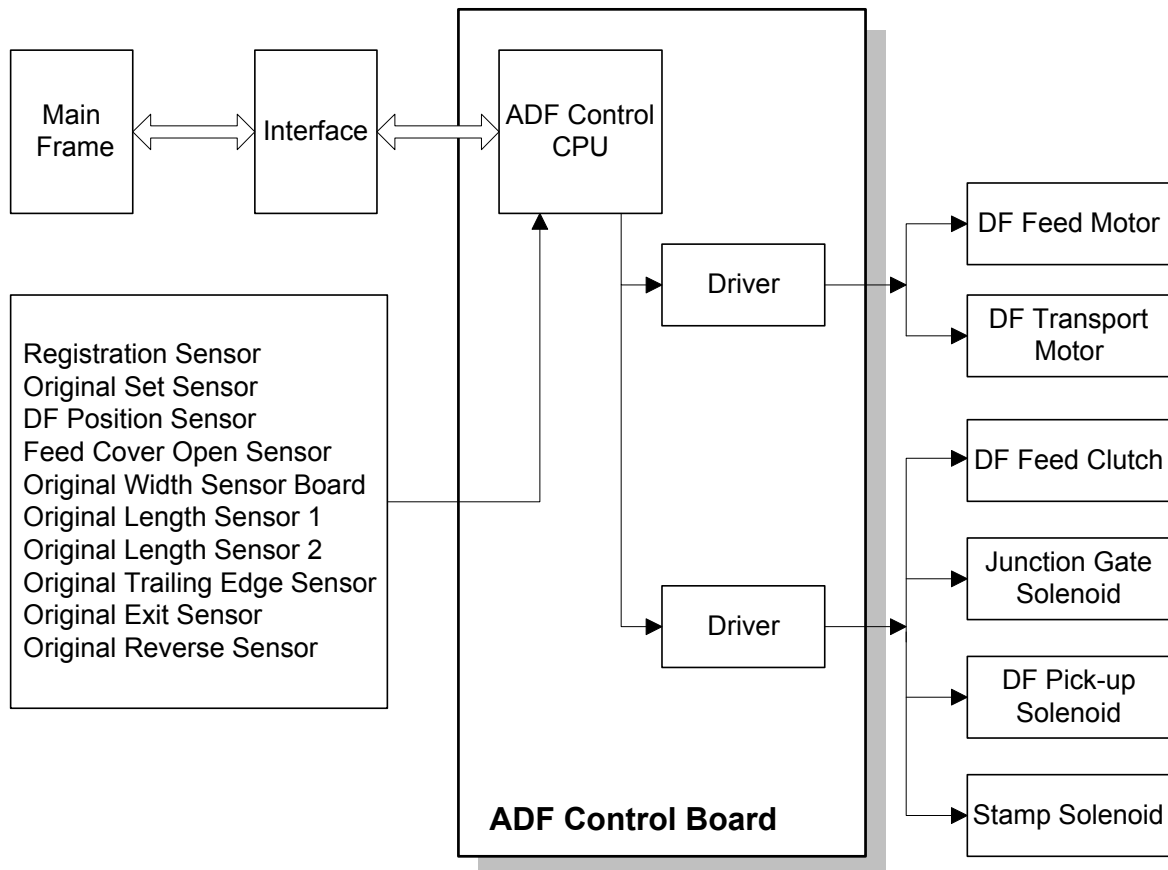 Main
Frame
Interface
ADF Control
CPU
Driver
DF Feed Motor
DF Transport
Motor
Registration Sensor
Original Set Sensor
DF Position Sensor
Feed Cover Open Sensor
Original Width Sensor Board
Original Length Sensor 1
Original Length Sensor 2
Original Trailing Edge Sensor
Original Exit Sensor
Original Reverse Sensor
Driver
DF Feed Clutch
Junction Gate
Solenoid
DF Pick-up
Solenoid
Stamp Solenoid
ADF Control Board